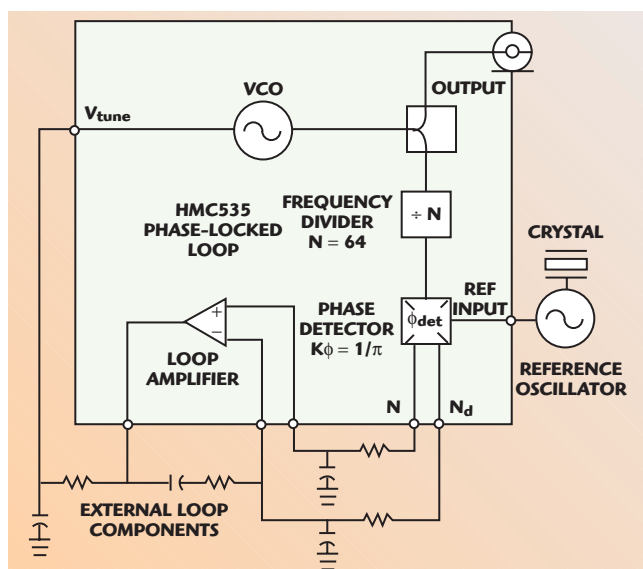 VCO
OUTPUT
Vtune
HMC535
PHASE-LOCKED
LOOP
FREQUENCY
DIVIDER
N = 64
÷ N
CRYSTAL
REF
INPUT
PHASE
DETECTOR
Kϕ = 1/π
ϕdet
+
–
LOOP
AMPLIFIER
REFERENCE
OSCILLATOR
N
Nd
EXTERNAL LOOP
COMPONENTS